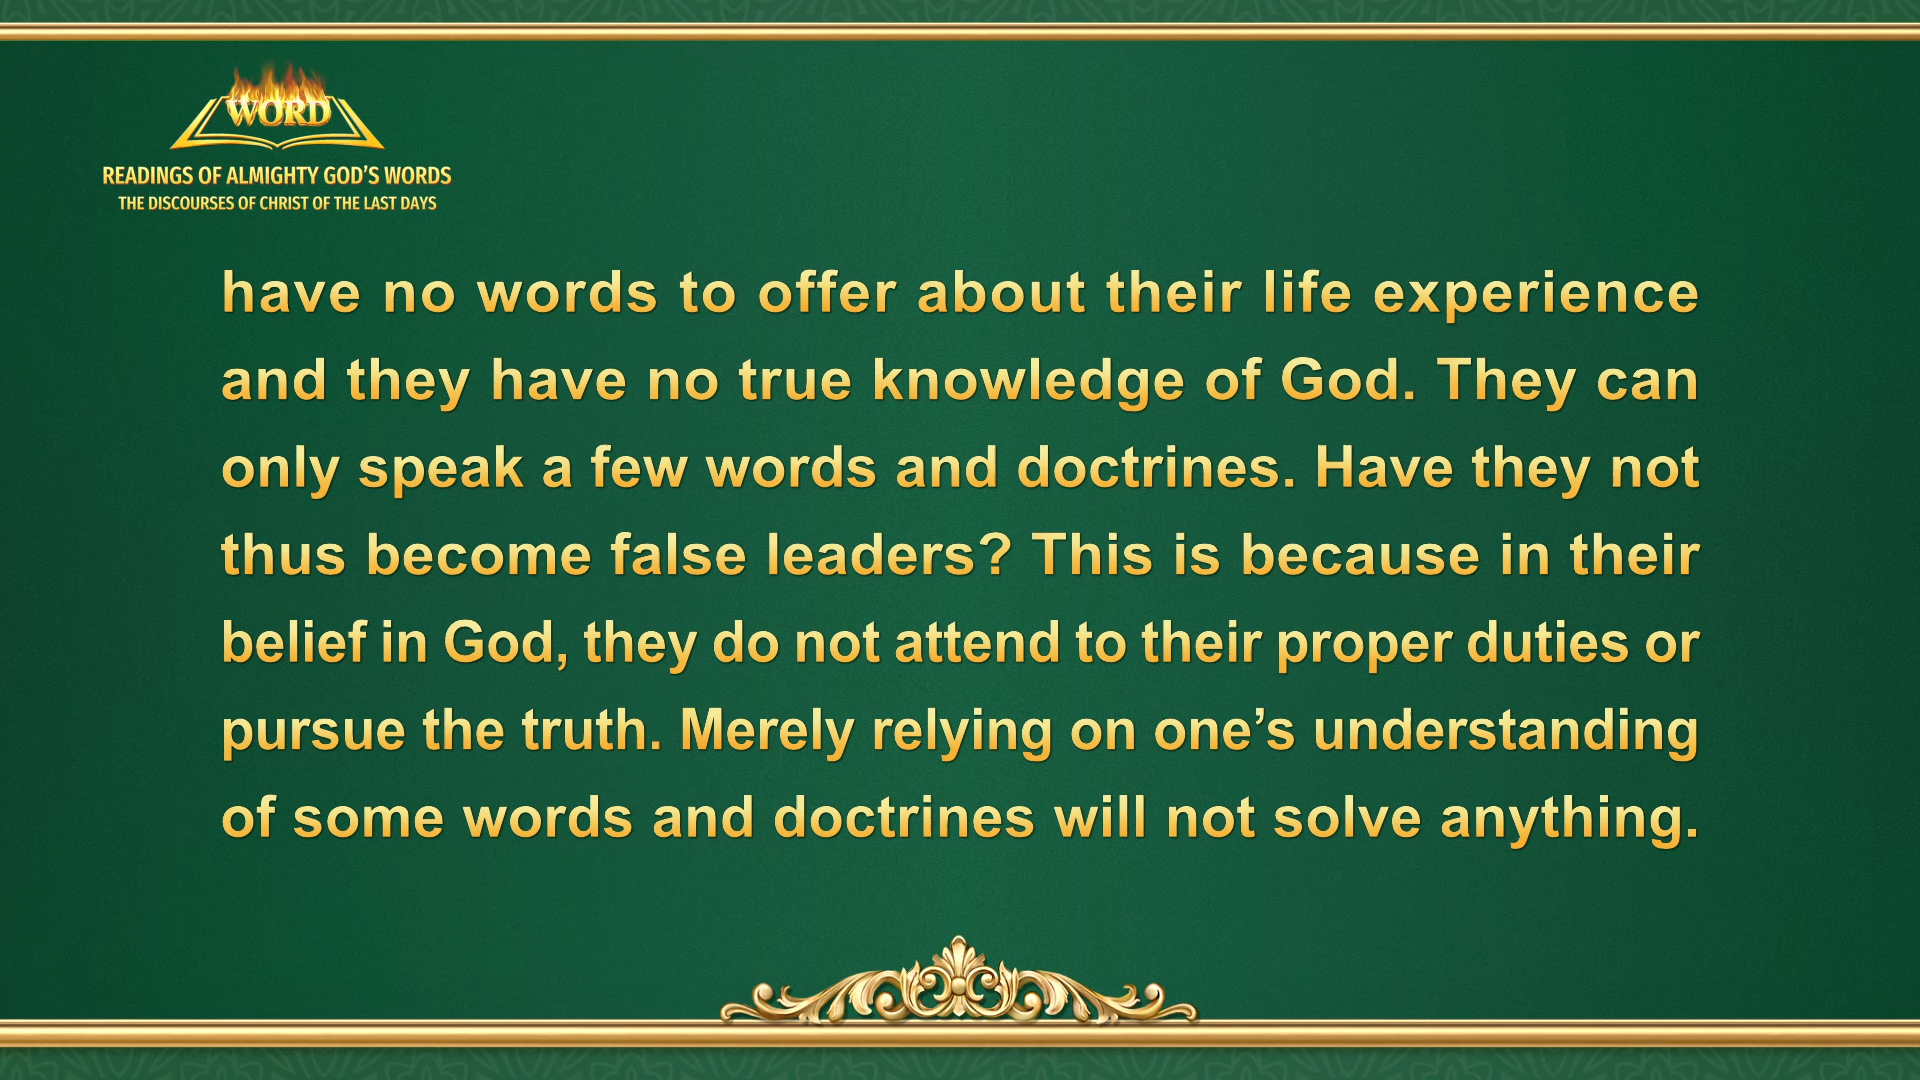 WORD
READINGS OF ALMIGHTY GOD’S WORDS
THE DISCOURSES OF CHRIST OF THE LAST DAYS
have no words to offer about their life experience
and they have no true knowledge of God. They can
only speak a few words and doctrines. Have they not
thus become false leaders? This is because in their
belief in God, they do not attend to their proper duties or
pursue the truth. Merely relying on one’s understanding
of some words and doctrines will not solve anything.